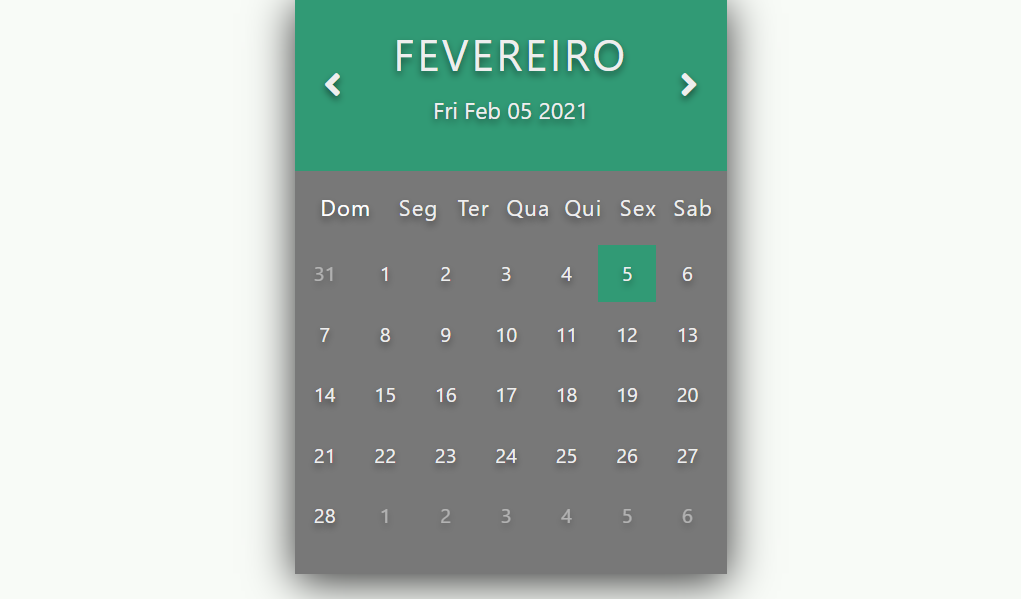 FEVEREIRO
Fri Feb 05 2021
Dom Seg Ter Qua Qui Sex Sab
31 1 2 3 4 5 6
7 8 9 10 11 12 13
14 15 16 17 18 19 20
21 22 23 24 25 26 27
28 1 2 3 4 5 6